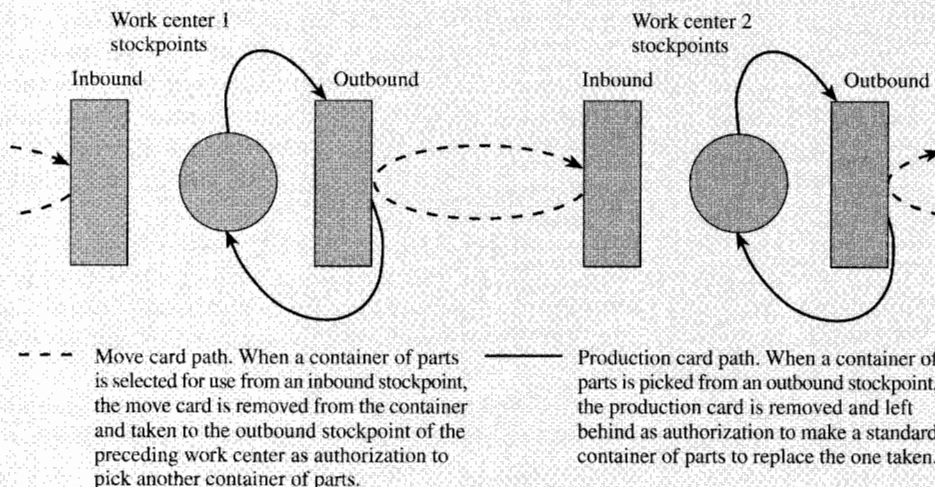 Work center 1
stockpoints
Work center 2
stockpoints
Inbound
Outbound
Inbound
Outbound
Move card path. When a container of parts
is selected for use from an inbound stockpoint,
the move card is removed from the container
and taken to the outbound stockpoint of the
preceding work center as authorization to
pick another container of parts.
Production card path. When a container of
parts is picked from an outbound stockpoint,
the production card is removed and left
behind as authorization to make a standard
container of parts to replace the one taken.